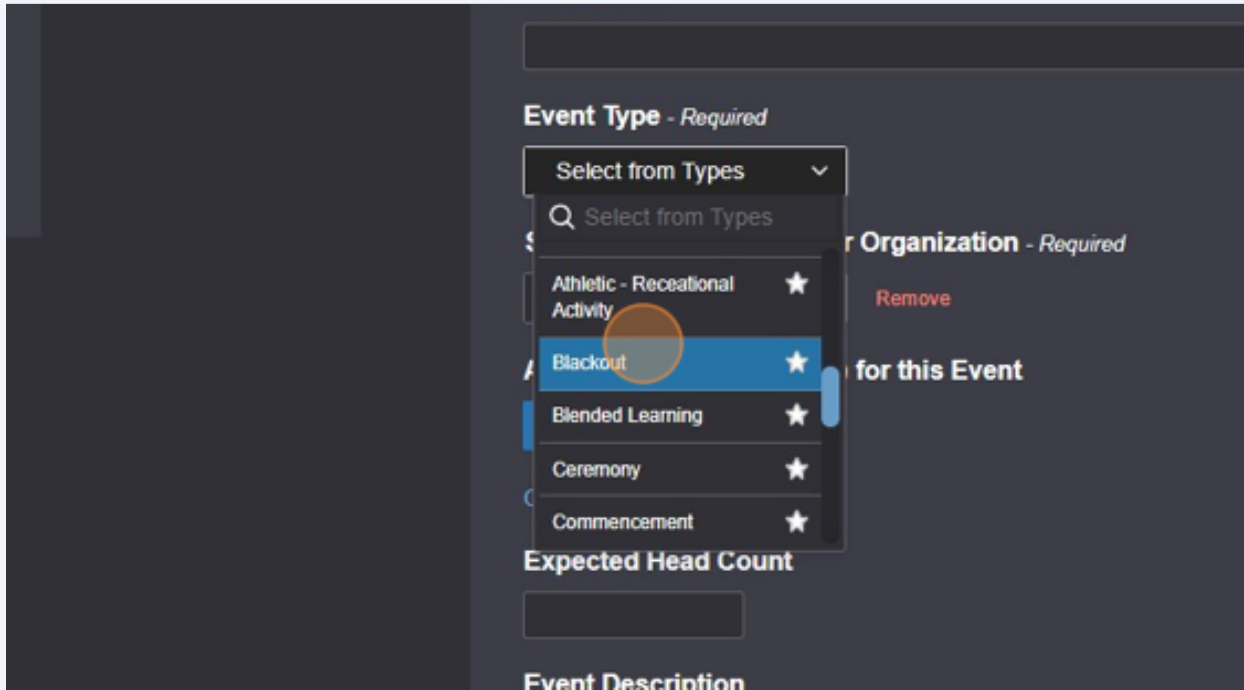 Event Type - Required
Select from Types
Select from Types
r Organization - Required
Athletic - Receational
Activity
Remove
Blackout
for this Event
Blended Learning
Ceremony
Commencement
Expected Head Count
Event Description